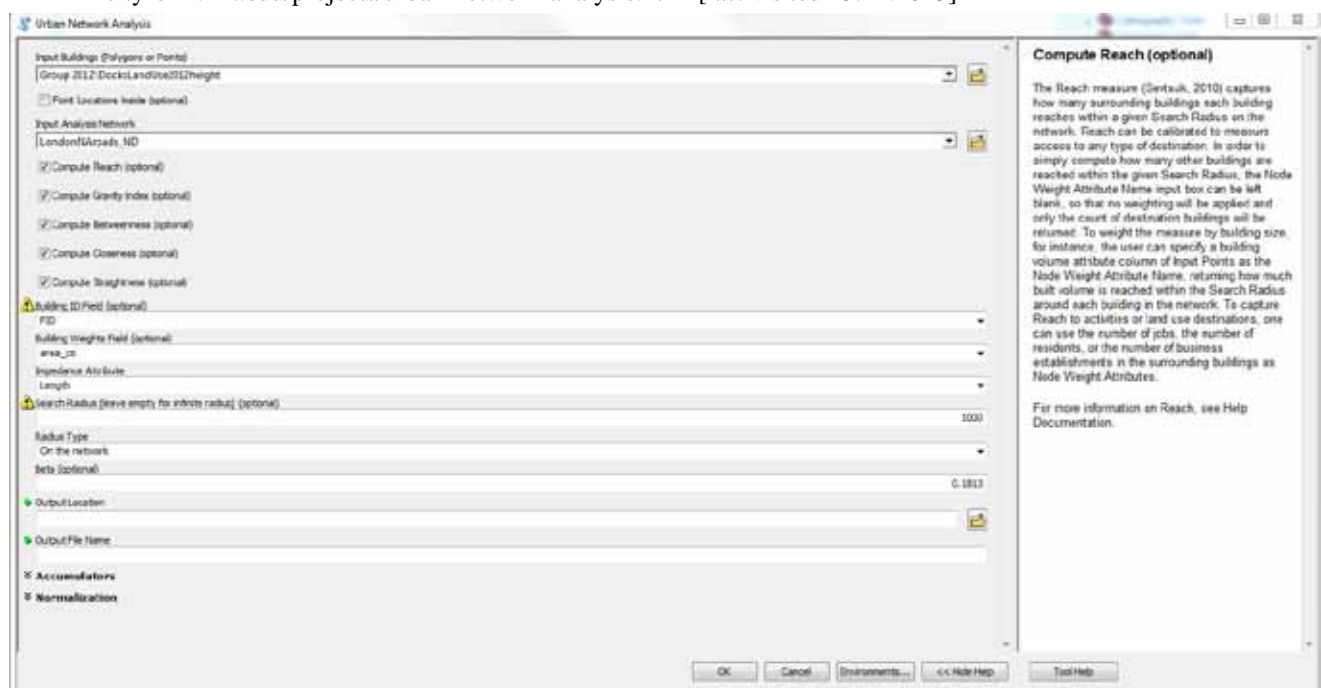 Urban Network Analysis
Input Buildings (Polygons or Points)
Group 2012\DocksLandUse2012height
Point Locations Inside (optional)
Input Analysis Network
LondonNAroads_ND
Compute Reach (optional)
Compute Gravity Index (optional)
Compute Betweenness (optional)
Compute Closeness (optional)
Compute Straightness (optional)
Building ID Field (optional)
FID
Building Weights Field (optional)
Impedance Attribute
Length
Search Radius [leave empty for infinite radius] (optional)
1000
Radius Type
On the network
Beta (optional)
0.1813
Output Location
Output File Name
Accumulators
Normalization
OK
Cancel
Environments...
<< Hide Help
Tool Help
Compute Reach (optional)
The Reach measure (Sevtsuk, 2010) captures
how many surrounding buildings each building
reaches within a given Search Radius on the
network. Reach can be calibrated to measure
access to any type of destination. In order to
simply compute how many other buildings are
reached within the given Search Radius, the Node
Weight Attribute Name input box can be left
blank, so that no weighting will be applied and
only the count of destination buildings will be
returned. To weight the measure by building size,
for instance, the user can specify a building
volume attribute column of Input Points as the
Node Weight Attribute Name, returning how much
built volume is reached within the Search Radius
around each building in the network. To capture
Reach to activities or land use destinations, one
can use the number of jobs, the number of
residents, or the number of business
establishments in the surrounding buildings as
Node Weight Attributes.
For more information on Reach, see Help
Documentation.